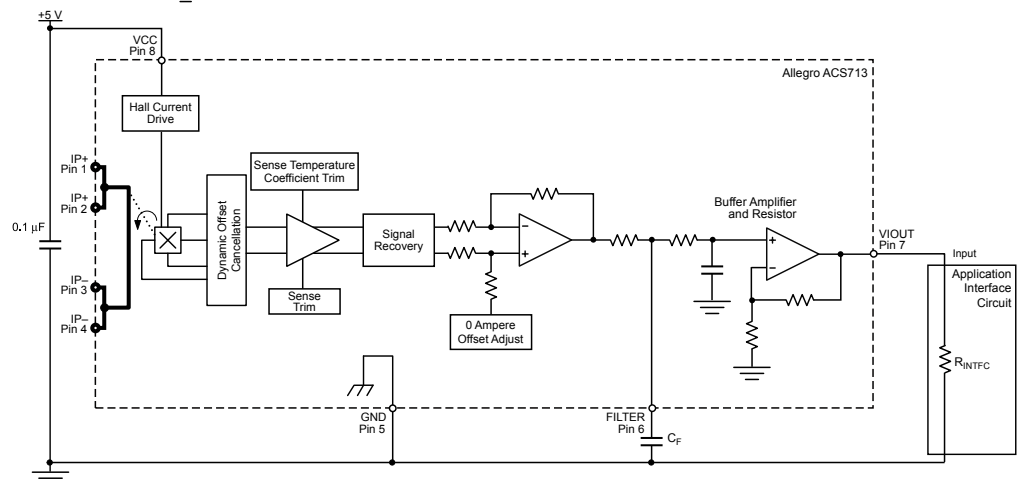 +5 V
VCC
Pin 8
Allegro ACS713
Hall Current
Drive
IP+
Pin 1
IP+
Pin 2
IP–
Pin 3
IP–
Pin 4
0.1 µF
Dynamic Offset
Cancellation
Sense Temperature
Coefficient Trim
Sense
Trim
Signal
Recovery
0 Ampere
Offset Adjust
Buffer Amplifier
and Resistor
VIOUT
Pin 7
Input
Application
Interface
Circuit
RINTFC
GND
Pin 5
FILTER
Pin 6
CF